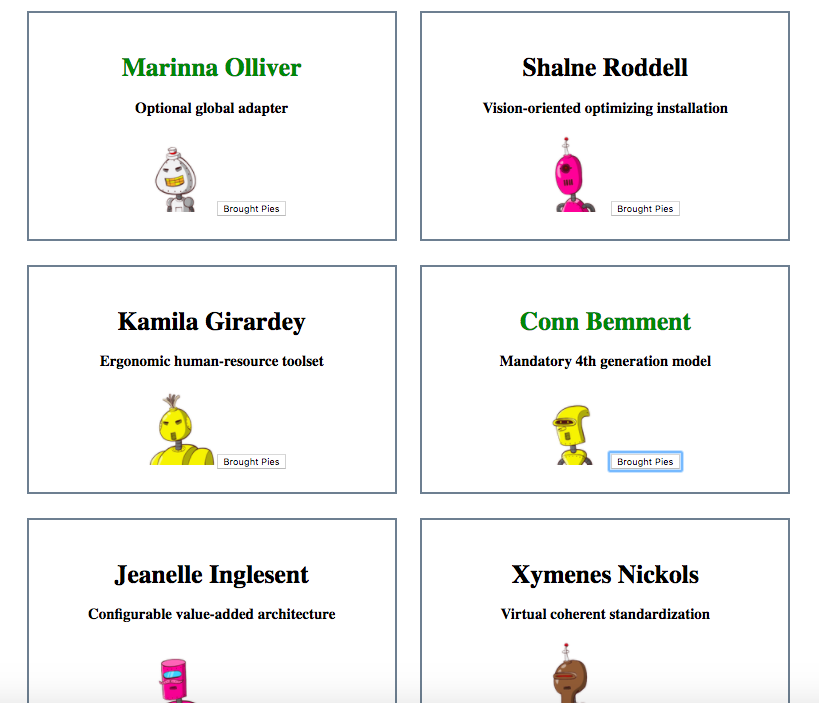 Marinna Olliver
Optional global adapter
Brought Pies
Shalne Roddell
Vision-oriented optimizing installation
Brought Pies
Kamila Girardey
Ergonomic human-resource toolset
Brought Pies
Conn Bemment
Mandatory 4th generation model
Brought Pies
Jeanelle Inglesent
Configurable value-added architecture
Xymenes Nickols
Virtual coherent standardization